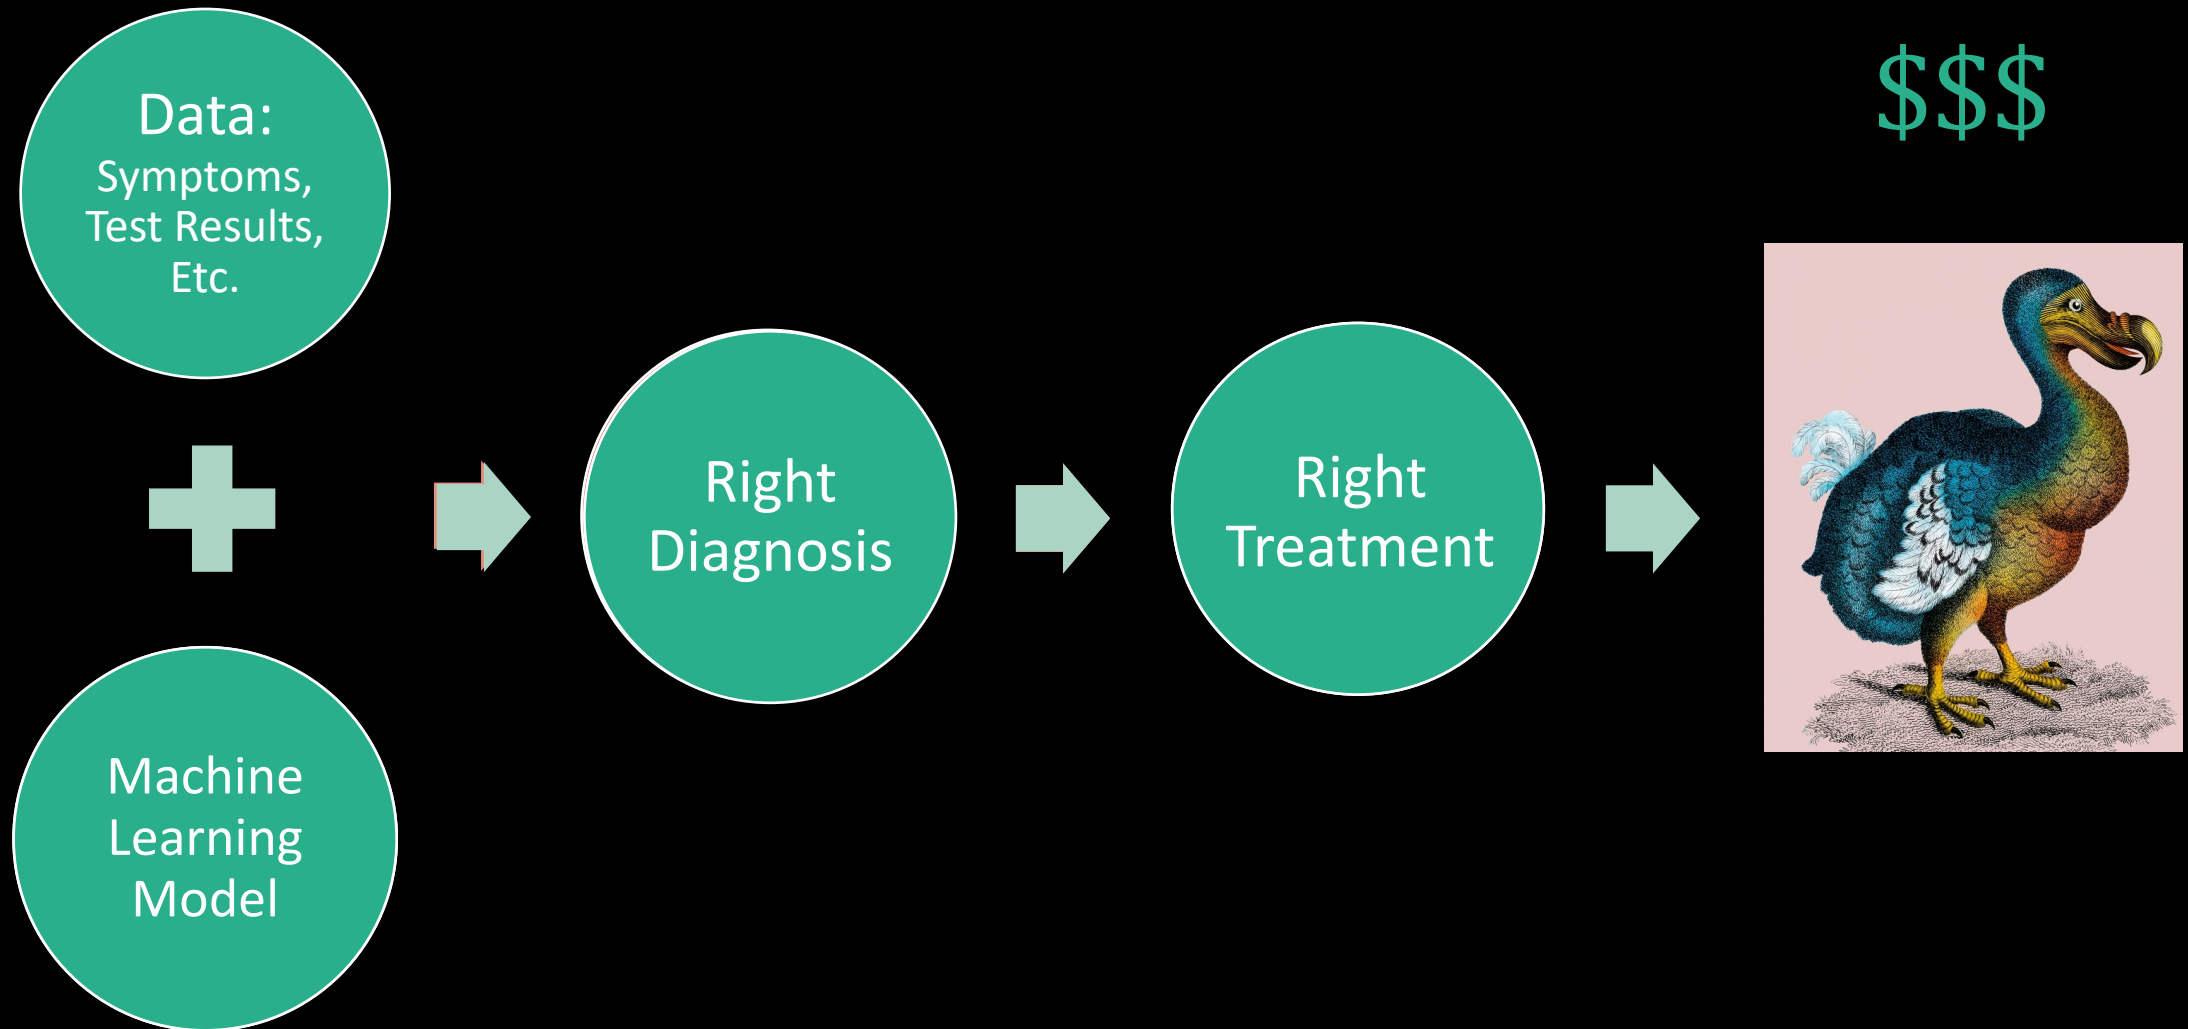 Data:
Symptoms,
Test Results,
Etc.
Machine
Learning
Model
Right
Diagnosis
Right
Treatment
$$$